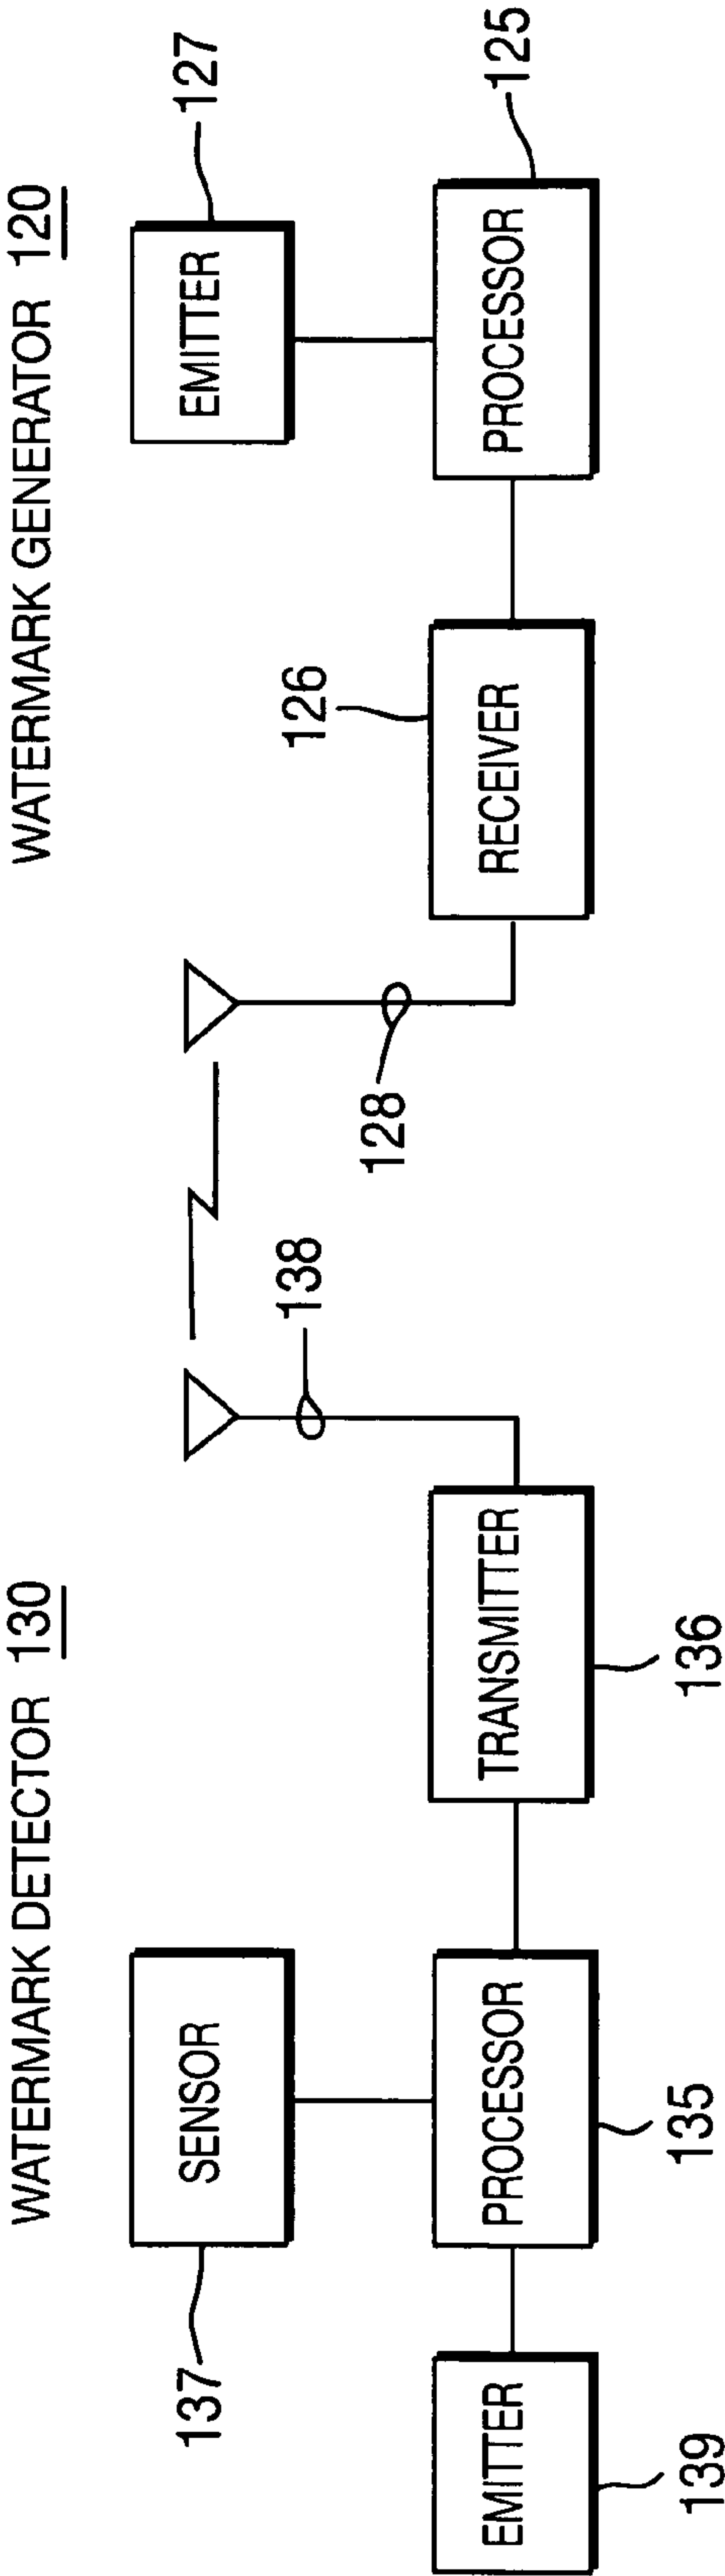 WATERMARK DETECTOR 130
WATERMARK GENERATOR 120
137
SENSOR
138
EMITTER
127
128
126
EMITTER
PROCESSOR
TRANSMITTER
RECEIVER
PROCESSOR
139
135
136
125